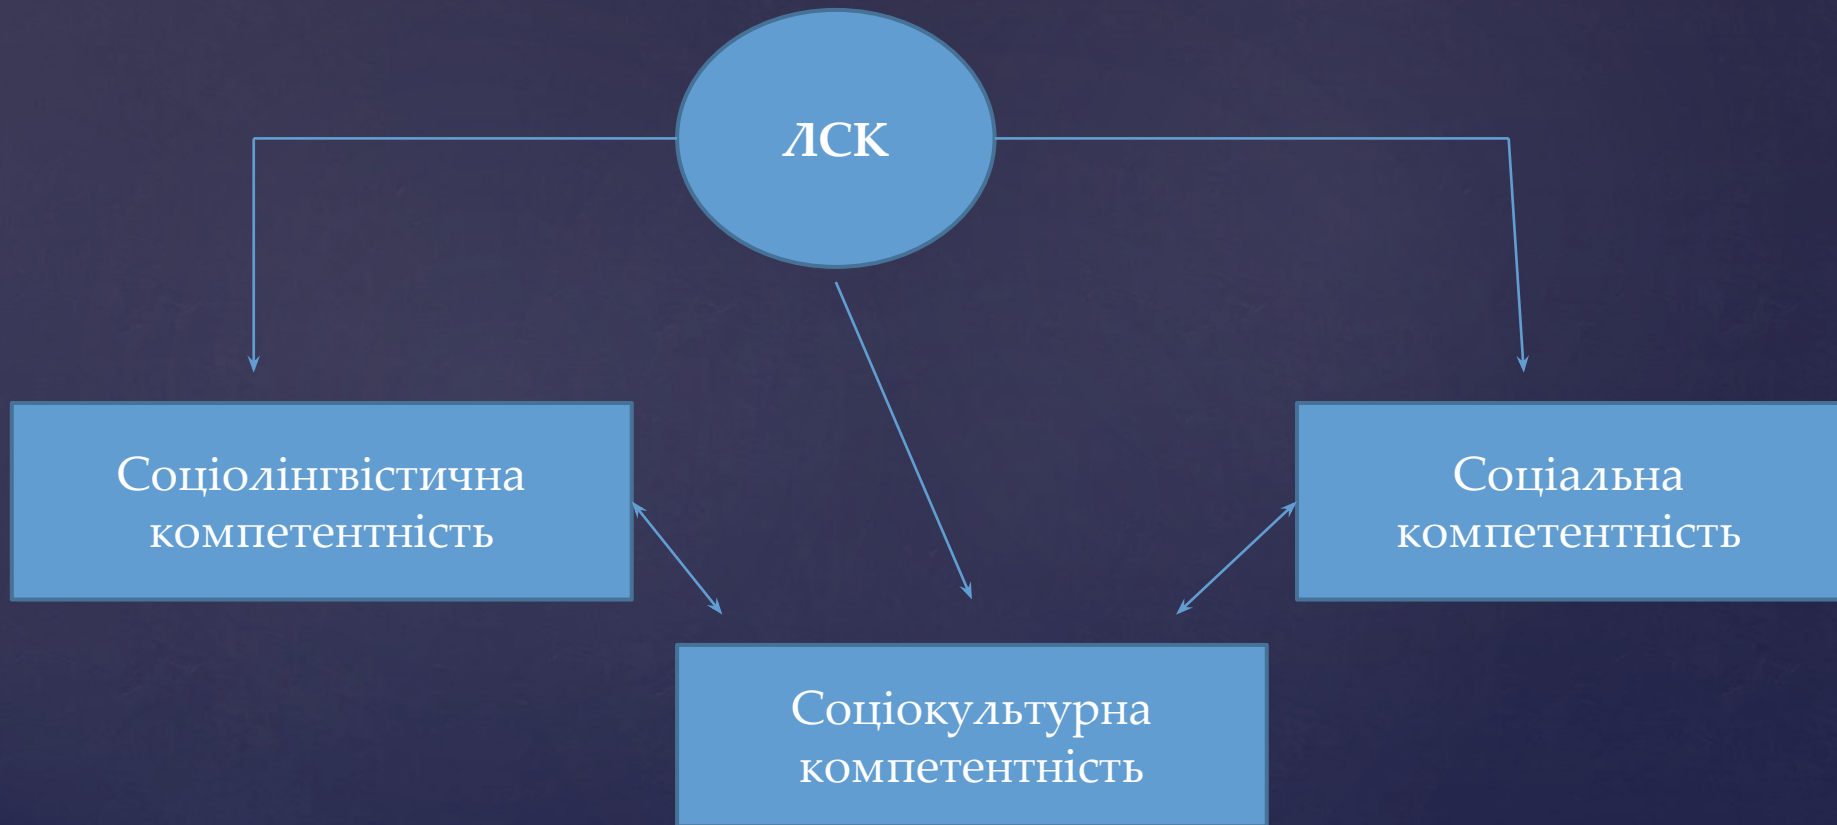 ЛСК
Соціолінгвістична
компетентність
Соціальна
компетентність
Соціокультурна
компетентність